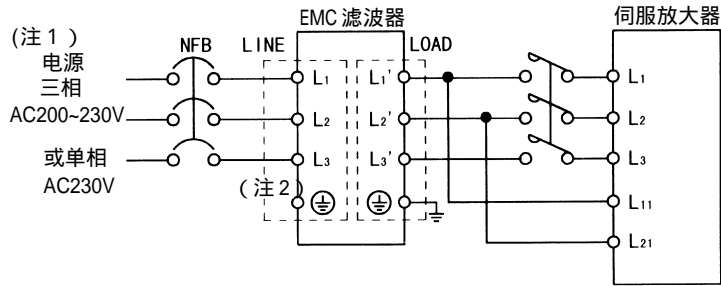 EMC 滤波器
伺服放大器
(注1)
NFB
LINE
LOAD
电源
三相
AC200~230V
或单相
AC230V
(注2)
L1
L2
L3
L1'
L2'
L3'
L1
L2
L3
L11
L21